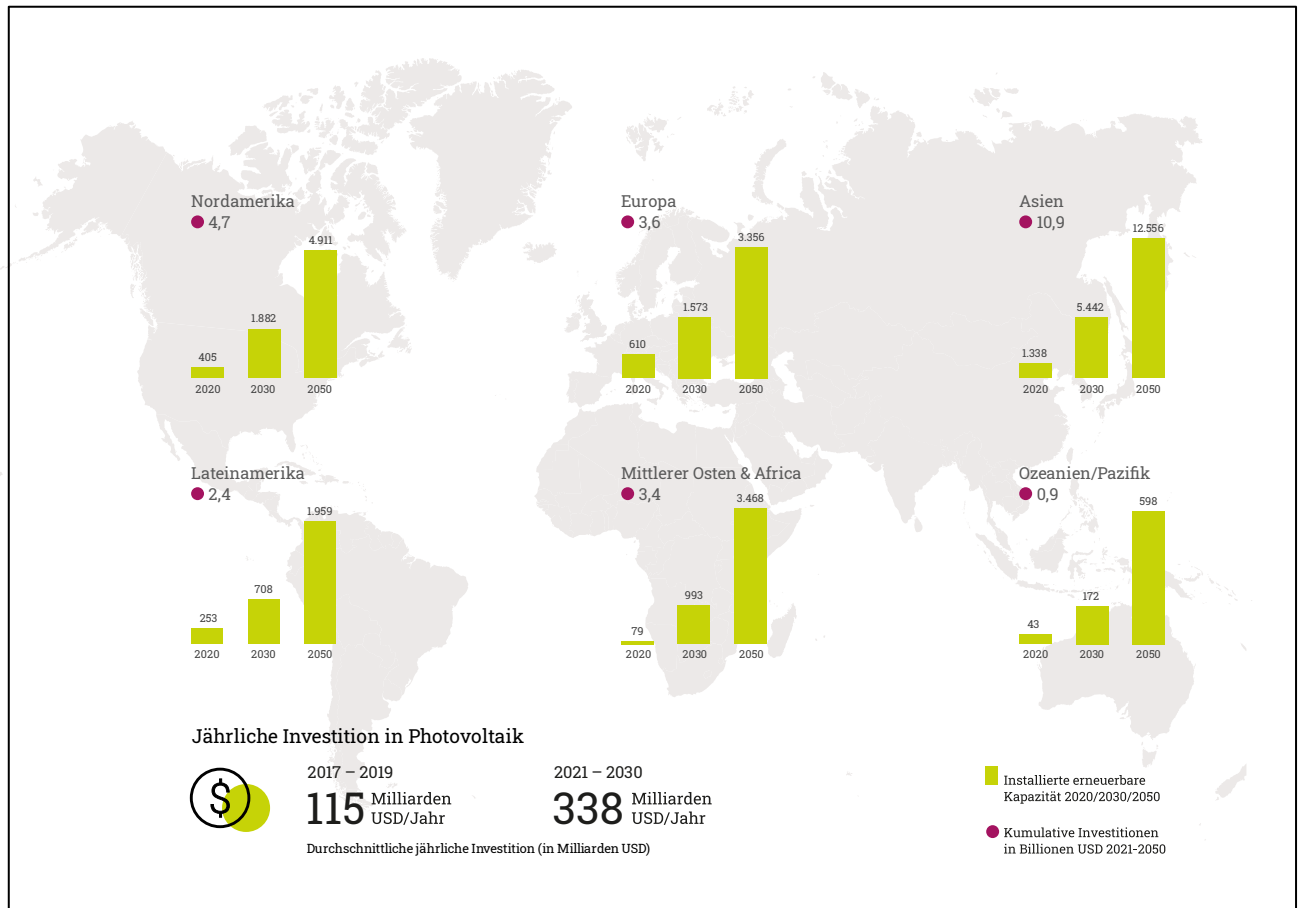 Nordamerika
4,7
4.911
1.882
405
2020 2030 2050
Europa
3,6
3.356
1.573
610
2020 2030 2050
Asien
10,9
12.556
5.442
1.338
2020 2030 2050
Lateinamerika
2,4
1.959
708
253
2020 2030 2050
Mittlerer Osten & Africa
3,4
3.468
993
79
2020 2030 2050
Ozeanien/Pazifik
0,9
598
172
43
2020 2030 2050
Jährliche Investition in Photovoltaik
$
2017 – 2019
115 Milliarden
USD/Jahr
2021 – 2030
338 Milliarden
USD/Jahr
Durchschnittliche jährliche Investition (in Milliarden USD)
Installierte erneuerbare
Kapazität 2020/2030/2050
Kumulative Investitionen
in Billionen USD 2021-2050